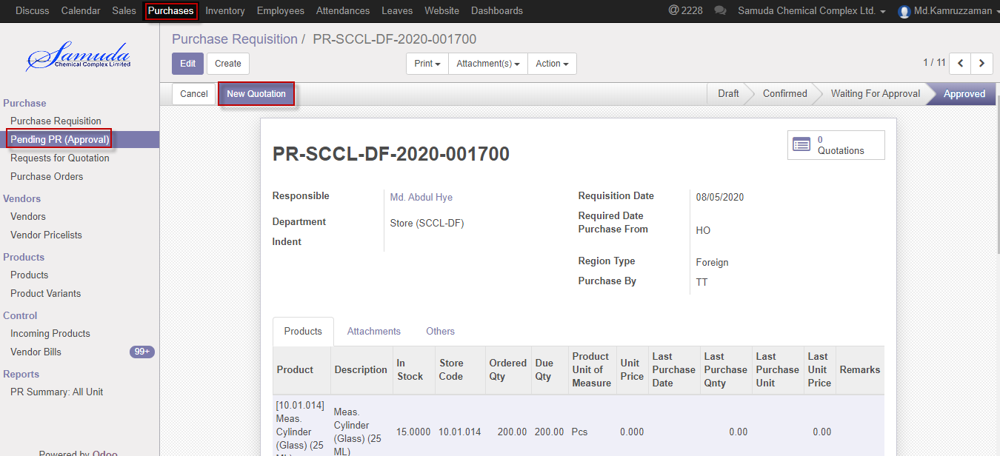 Discuss Calendar Sales Purchases Inventory Employees Attendances Leaves Website Dashboards @ 2228 Samuda Chemical Complex Ltd. Md.Kamruzzaman
Samuda
Chemical Complex Limited
Purchase
Purchase Requisition
Pending PR (Approval)
Requests for Quotation
Purchase Orders
Vendors
Vendors
Vendor Pricelists
Products
Products
Product Variants
Control
Incoming Products
Vendor Bills 99+
Reports
PR Summary: All Unit
Powered by Odoo
Purchase Requisition / PR-SCCL-DF-2020-001700
Edit Create Print Attachment(s) Action 1 / 11
Cancel New Quotation Draft Confirmed Waiting For Approval Approved
0
Quotations
PR-SCCL-DF-2020-001700
Responsible Md. Abdul Hye
Department Store (SCCL-DF)
Indent
Requisition Date 08/05/2020
Required Date
Purchase From HO
Region Type Foreign
Purchase By TT
Products Attachments Others
Product Description In Stock Store Code Ordered Qty Due Qty Product Unit of Measure Unit Price Last Purchase Date Last Purchase Qnty Last Purchase Unit Last Unit Price Remarks
[10.01.014] Meas. Cylinder (Glass) (25 ML) Meas. Cylinder (Glass) (25 ML) 15.0000 10.01.014 200.00 200.00 Pcs 0.000 0.00 0.00